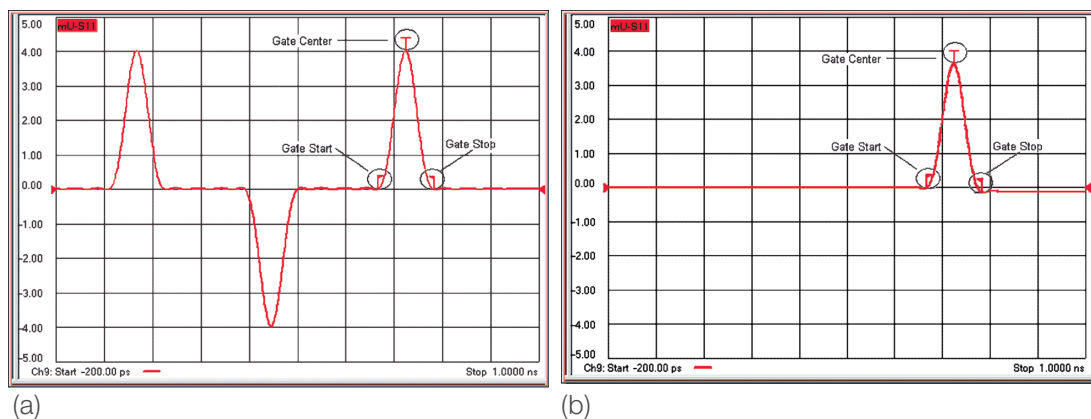 5.00
mU-S11
Gate Center
4.00
3.00
2.00
1.00
Gate Start
Gate Stop
0.00
-1.00
-2.00
-3.00
-4.00
-5.00
Ch9: Start -200.00 ps
Stop 1.0000 ns
(a)
5.00
mU-S11
4.00
Gate Center
3.00
2.00
1.00
Gate Start
Gate Stop
0.00
-1.00
-2.00
-3.00
-4.00
-5.00
Ch9: Start -200.00 ps
Stop 1.0000 ns
(b)